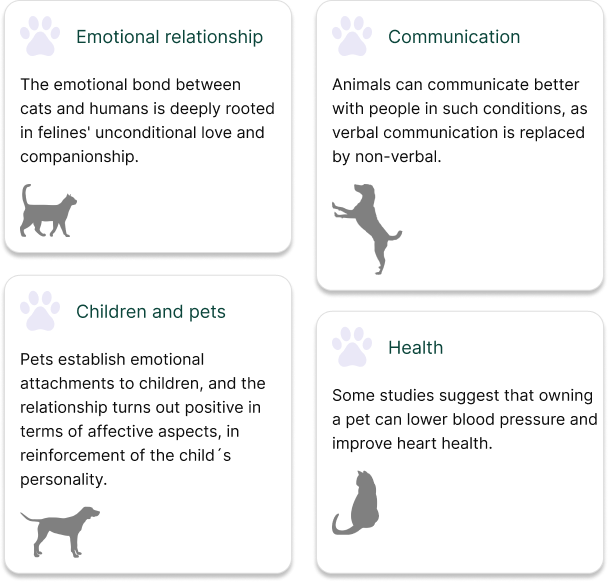 Emotional relationship
The emotional bond between
cats and humans is deeply rooted
in felines' unconditional love and
companionship.
Communication
Animals can communicate better
with people in such conditions, as
verbal communication is replaced
by non-verbal.
Children and pets
Pets establish emotional
attachments to children, and the
relationship turns out positive in
terms of affective aspects, in
reinforcement of the child´s
personality.
Health
Some studies suggest that owning
a pet can lower blood pressure and
improve heart health.